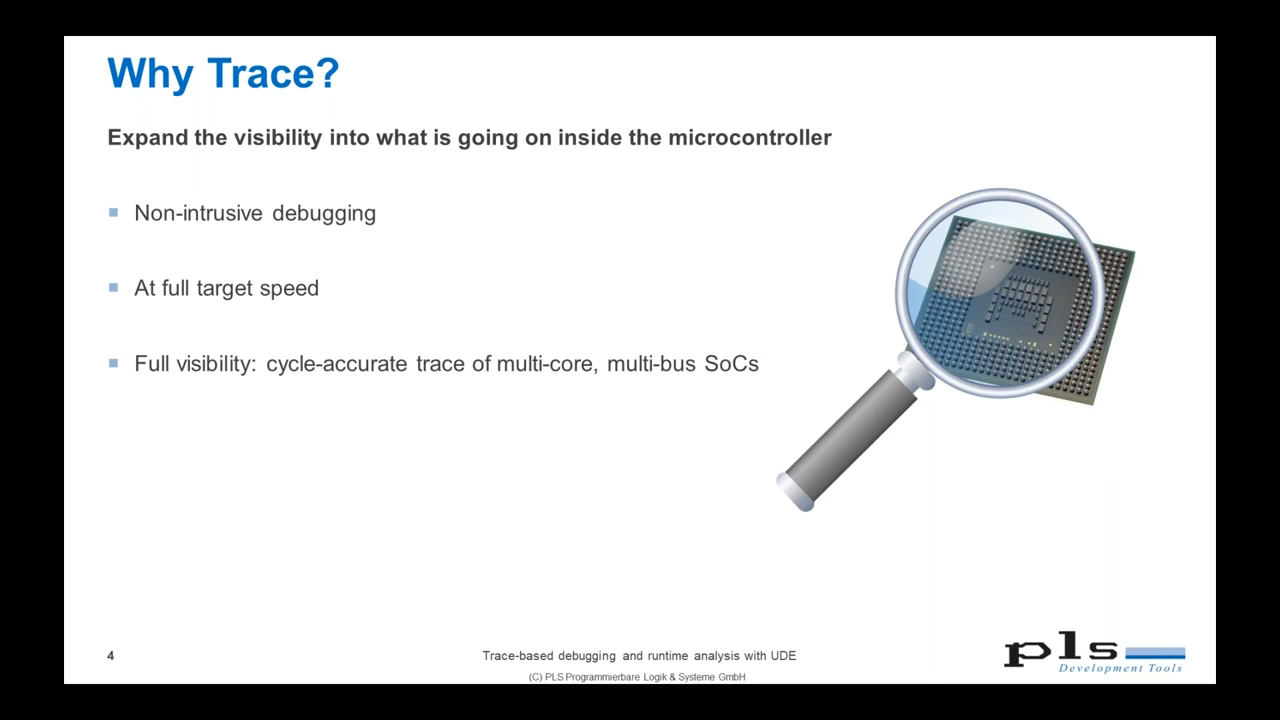 Why Trace?
Expand the visibility into what is going on inside the microcontroller
Non-intrusive debugging
At full target speed
Full visibility: cycle-accurate trace of multi-core, multi-bus SoCs
4
Trace-based debugging and runtime analysis with UDE
(C) PLS Programmierbare Logik & Systeme GmbH
pls
Development Tools